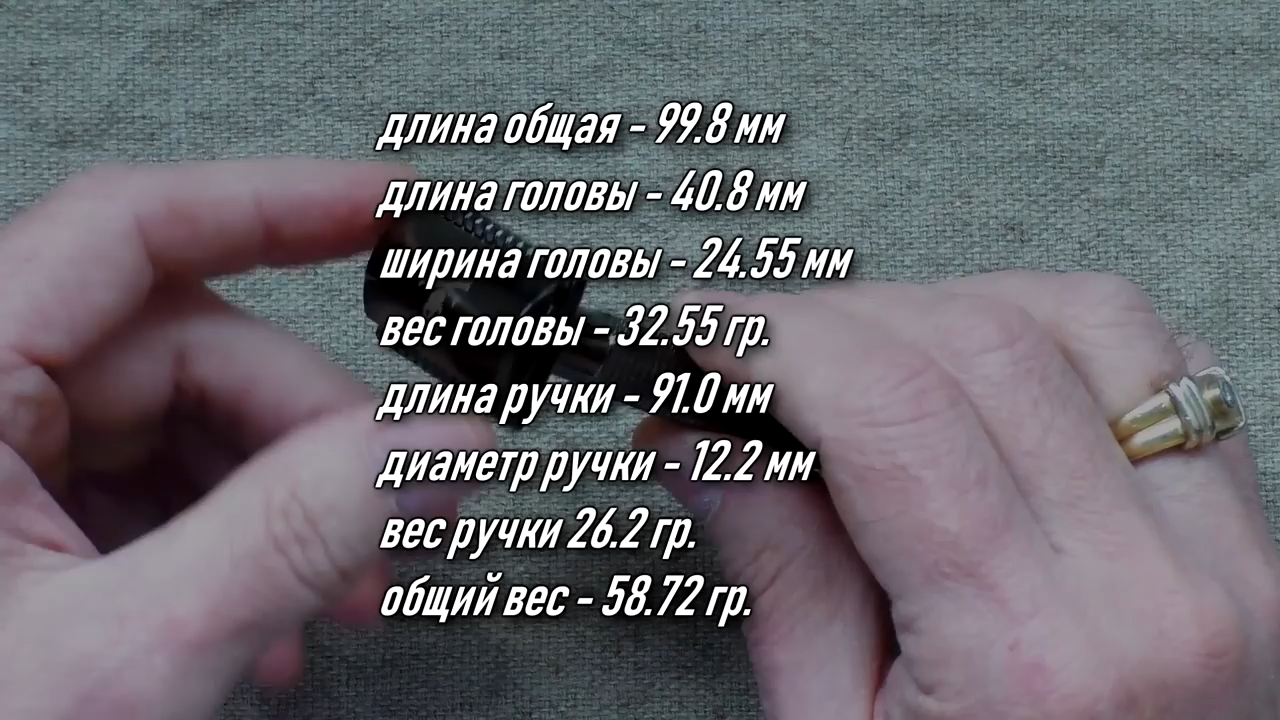 длина общая - 99.8 мм
длина головы - 40.8 мм
ширина головы - 24.55 мм
вес головы - 32.55 гр.
длина ручки - 91.0 мм
диаметр ручки - 12.2 мм
вес ручки 26.2 гр.
общий вес - 58.72 гр.